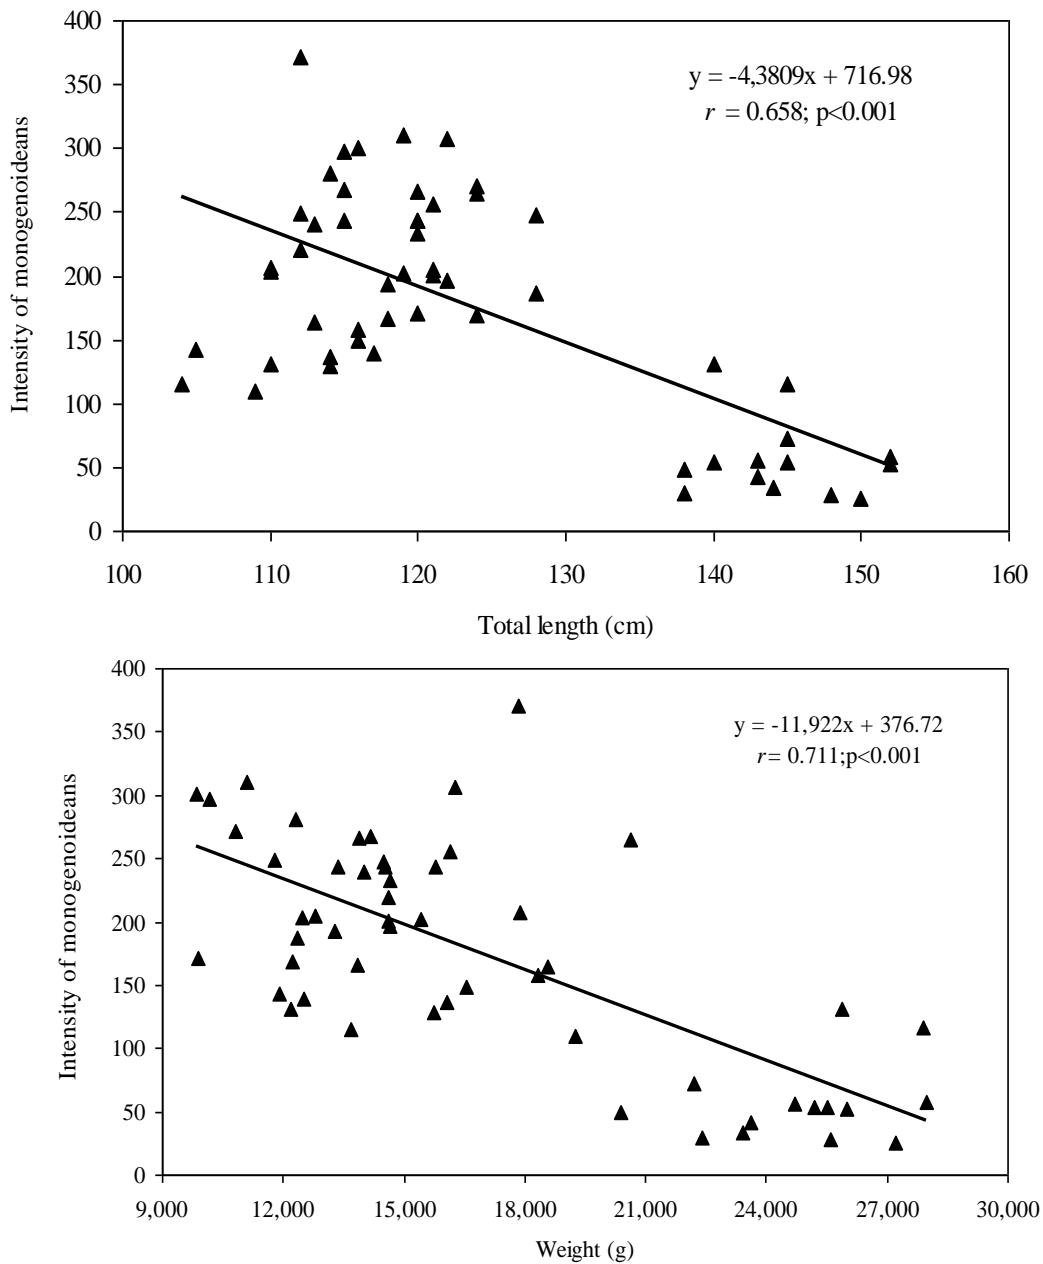 400
350
300
250
200
150
100
50
0
Intensity of monogenoideans
y = -4,3809x + 716.98
r = 0.658; p<0.001
100 110 120 130 140 150 160
Total length (cm)
400
350
300
250
200
150
100
50
0
Intensity of monogenoideans
y = -11,922x + 376.72
r= 0.711;p<0.001
9,000 12,000 15,000 18,000 21,000 24,000 27,000 30,000
Weight (g)